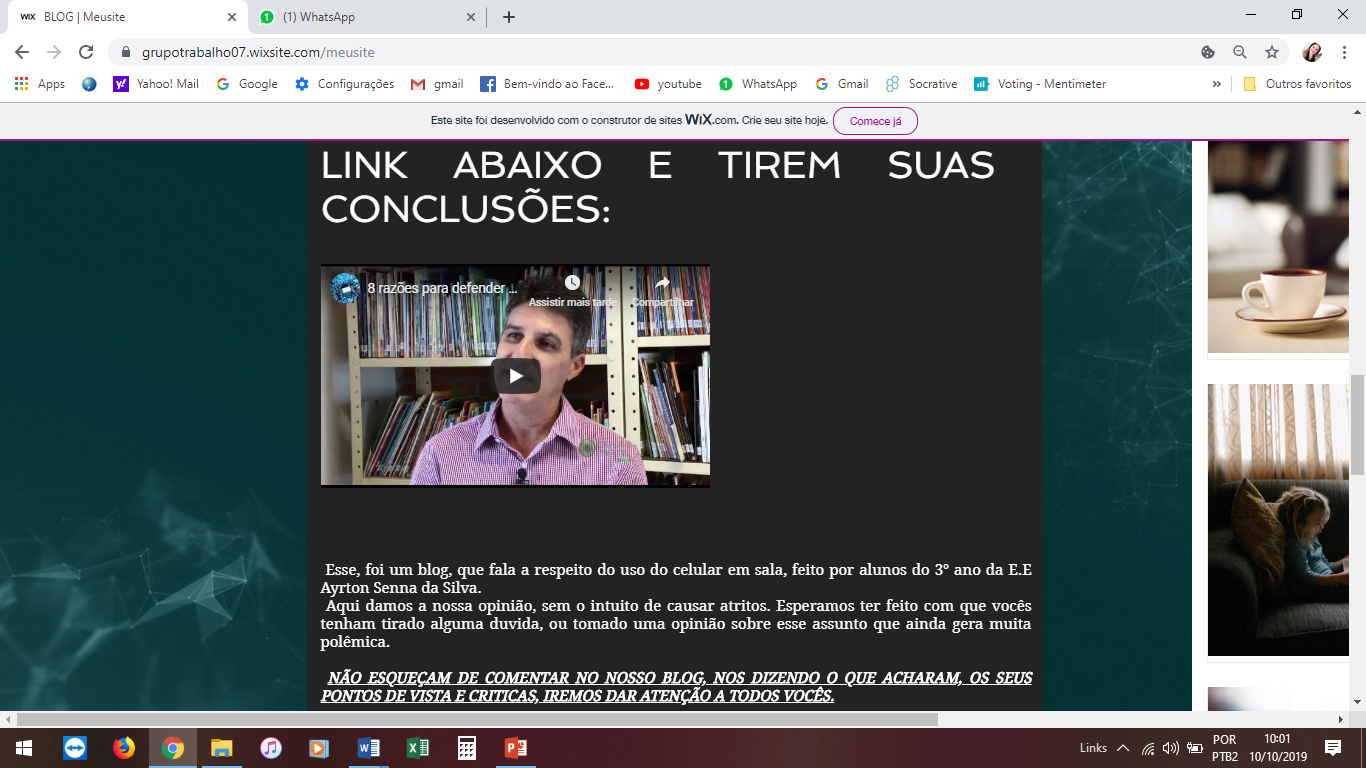 WiX BLOG | Meusite
(1) WhatsApp
grupotrabalho07.wixsite.com/meusite
Apps
Yahoo! Mail
Google
Configurações
gmail
Bem-vindo ao Face...
youtube
WhatsApp
Gmail
Socrative
Voting - Mentimeter
»
Outros favoritos
Este site foi desenvolvido com o construtor de sites WiX.com. Crie seu site hoje.
Comece já
LINK ABAIXO E TIREM SUAS
CONCLUSÕES:
8 razões para defender ...
Assistir mais tarde
Compartilhar
Esse, foi um blog, que fala a respeito do uso do celular em sala, feito por alunos do 3º ano da E.E
Ayrton Senna da Silva.
Aqui damos a nossa opinião, sem o intuito de causar atritos. Esperamos ter feito com que vocês
tenham tirado alguma duvida, ou tomado uma opinião sobre esse assunto que ainda gera muita
polêmica.
NÃO ESQUEÇAM DE COMENTAR NO NOSSO BLOG, NOS DIZENDO O QUE ACHARAM, OS SEUS
PONTOS DE VISTA E CRITICAS, IREMOS DAR ATENÇÃO A TODOS VOCÊS.
Links
POR
PTB2
10:01
10/10/2019